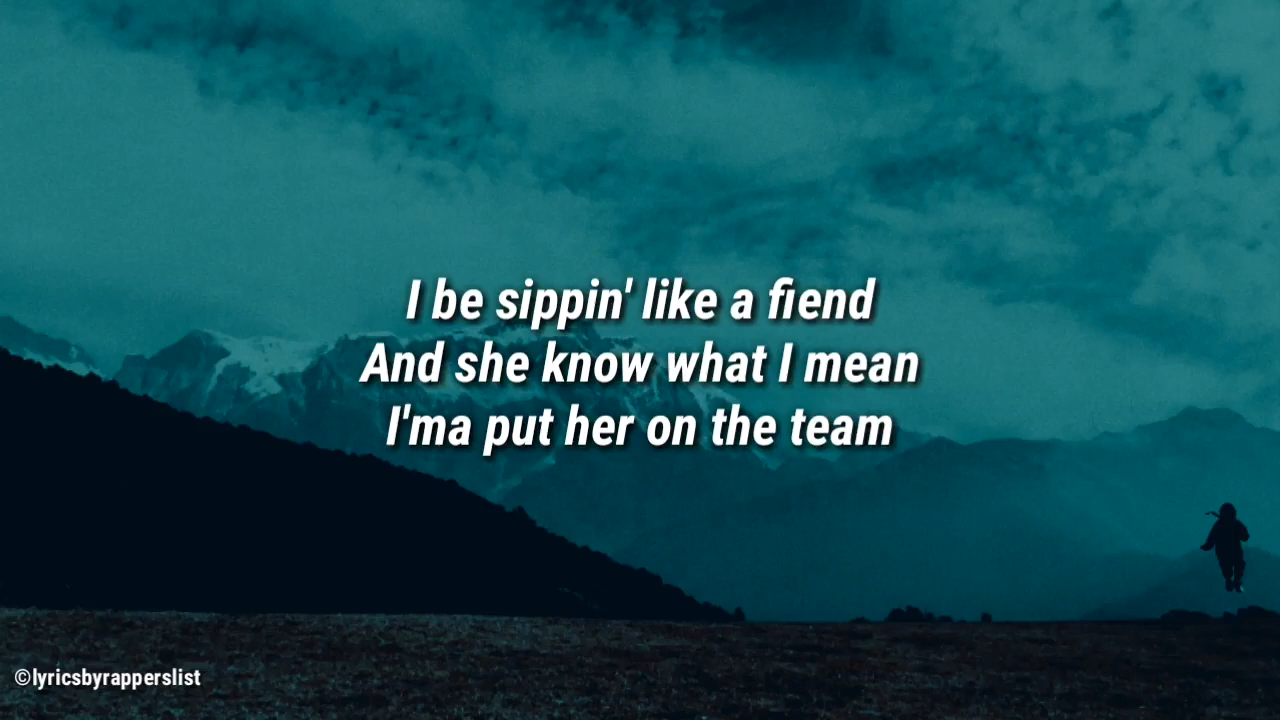 I be sippin' like a fiend
And she know what I mean
I'ma put her on the team
©lyricsbyrapperslist